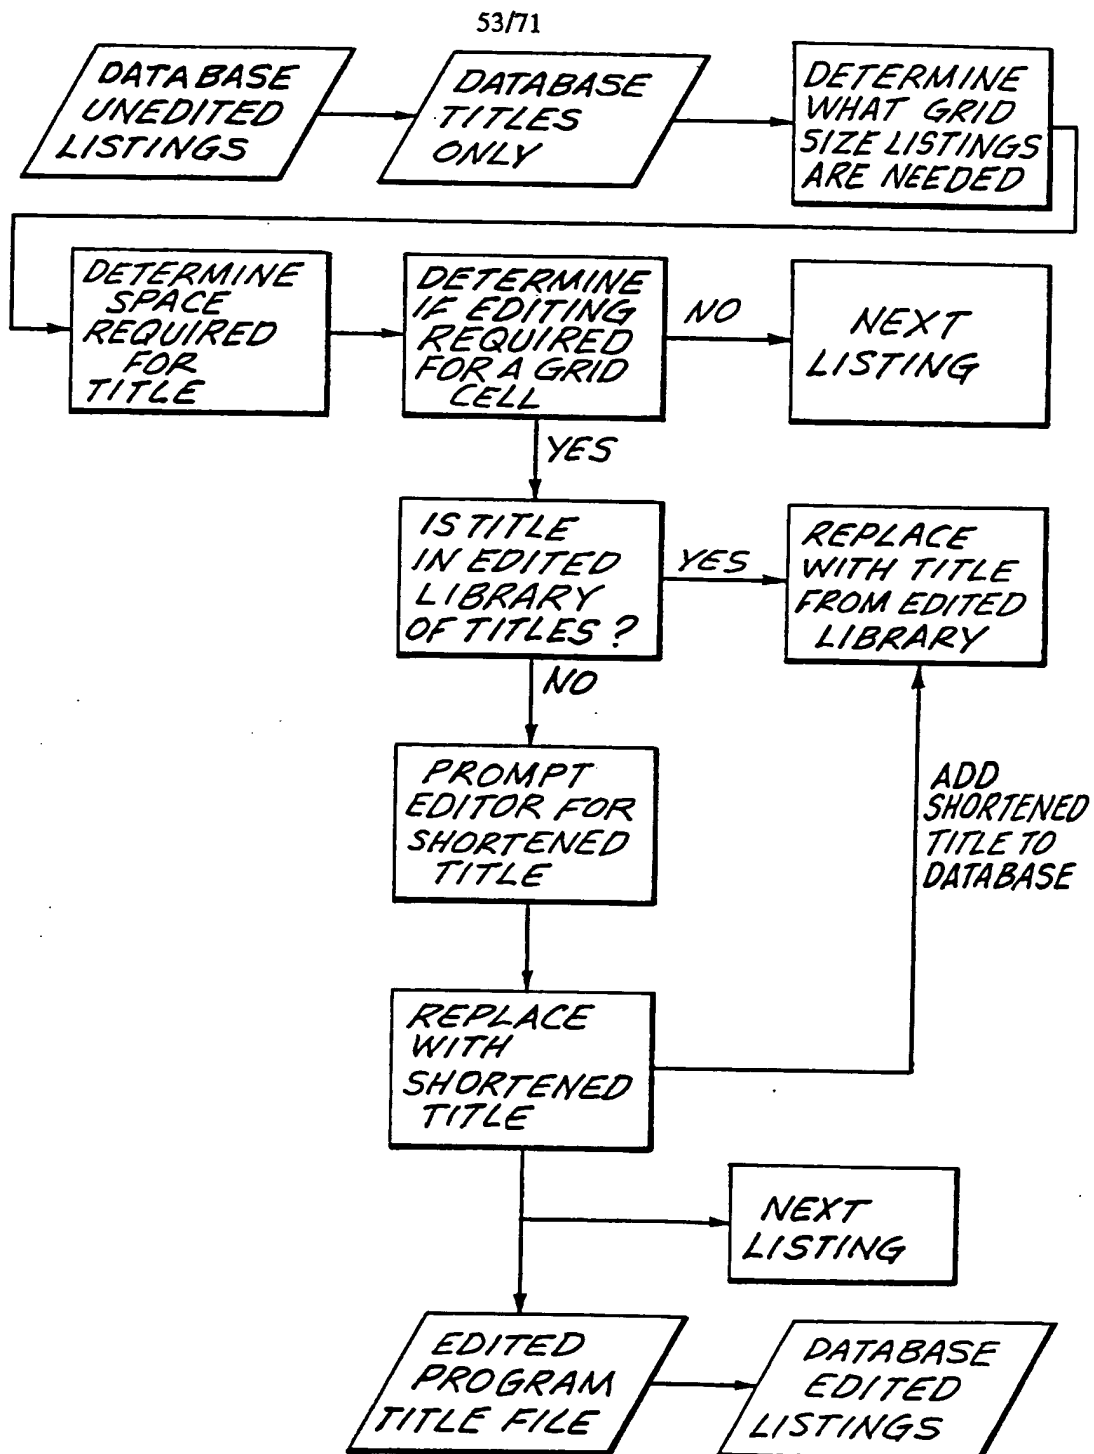 53/71
DATABASE
UNEDITED
LISTINGS
DATABASE
TITLES
ONLY
DETERMINE
WHAT GRID
SIZE LISTINGS
ARE NEEDED
DETERMINE
SPACE
REQUIRED
FOR
TITLE
DETERMINE
IF EDITING
REQUIRED
FOR A GRID
CELL
NO
NEXT
LISTING
YES
IS TITLE
IN EDITED
LIBRARY
OF TITLES?
YES
REPLACE
WITH TITLE
FROM EDITED
LIBRARY
NO
PROMPT
EDITOR FOR
SHORTENED
TITLE
ADD
SHORTENED
TITLE TO
DATABASE
REPLACE
WITH
SHORTENED
TITLE
NEXT
LISTING
EDITED
PROGRAM
TITLE FILE
DATABASE
EDITED
LISTINGS